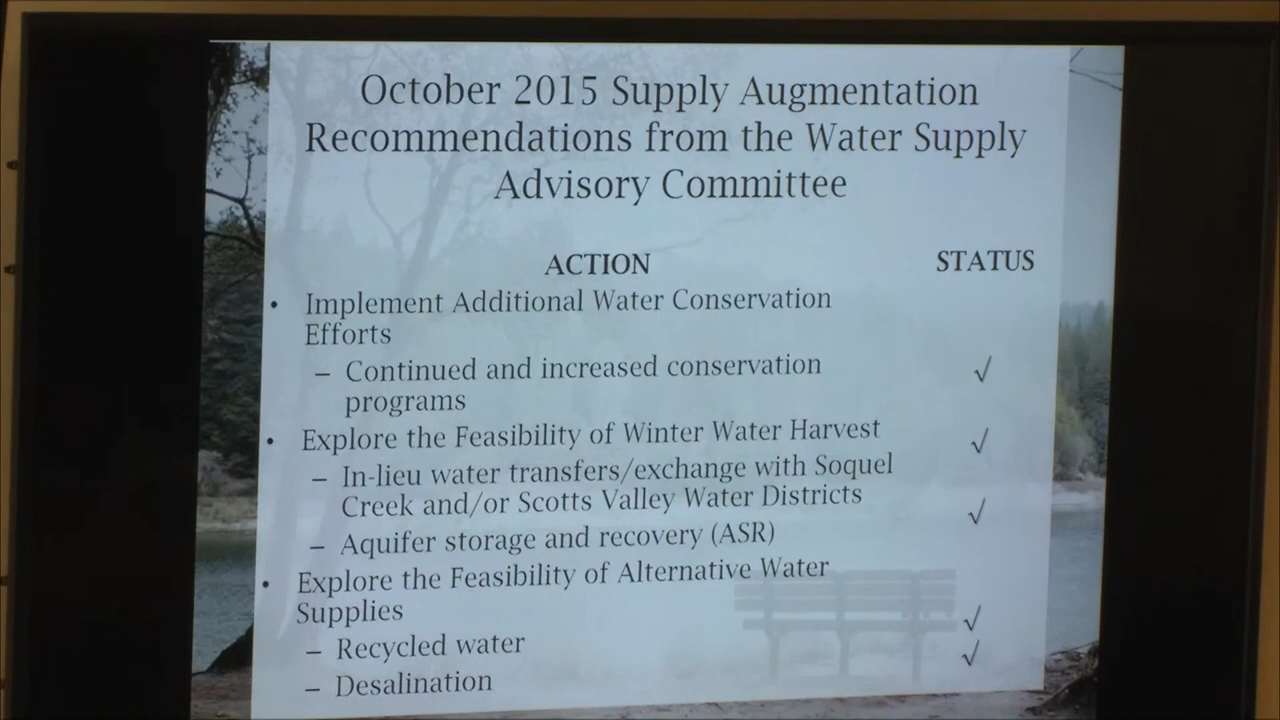 October 2015 Supply Augmentation
Recommendations from the Water Supply
Advisory Committee
ACTION STATUS
• Implement Additional Water Conservation
Efforts
– Continued and increased conservation √
programs
• Explore the Feasibility of Winter Water Harvest √
– In-lieu water transfers/exchange with Soquel
Creek and/or Scotts Valley Water Districts √
– Aquifer storage and recovery (ASR)
• Explore the Feasibility of Alternative Water
Supplies √
– Recycled water √
– Desalination